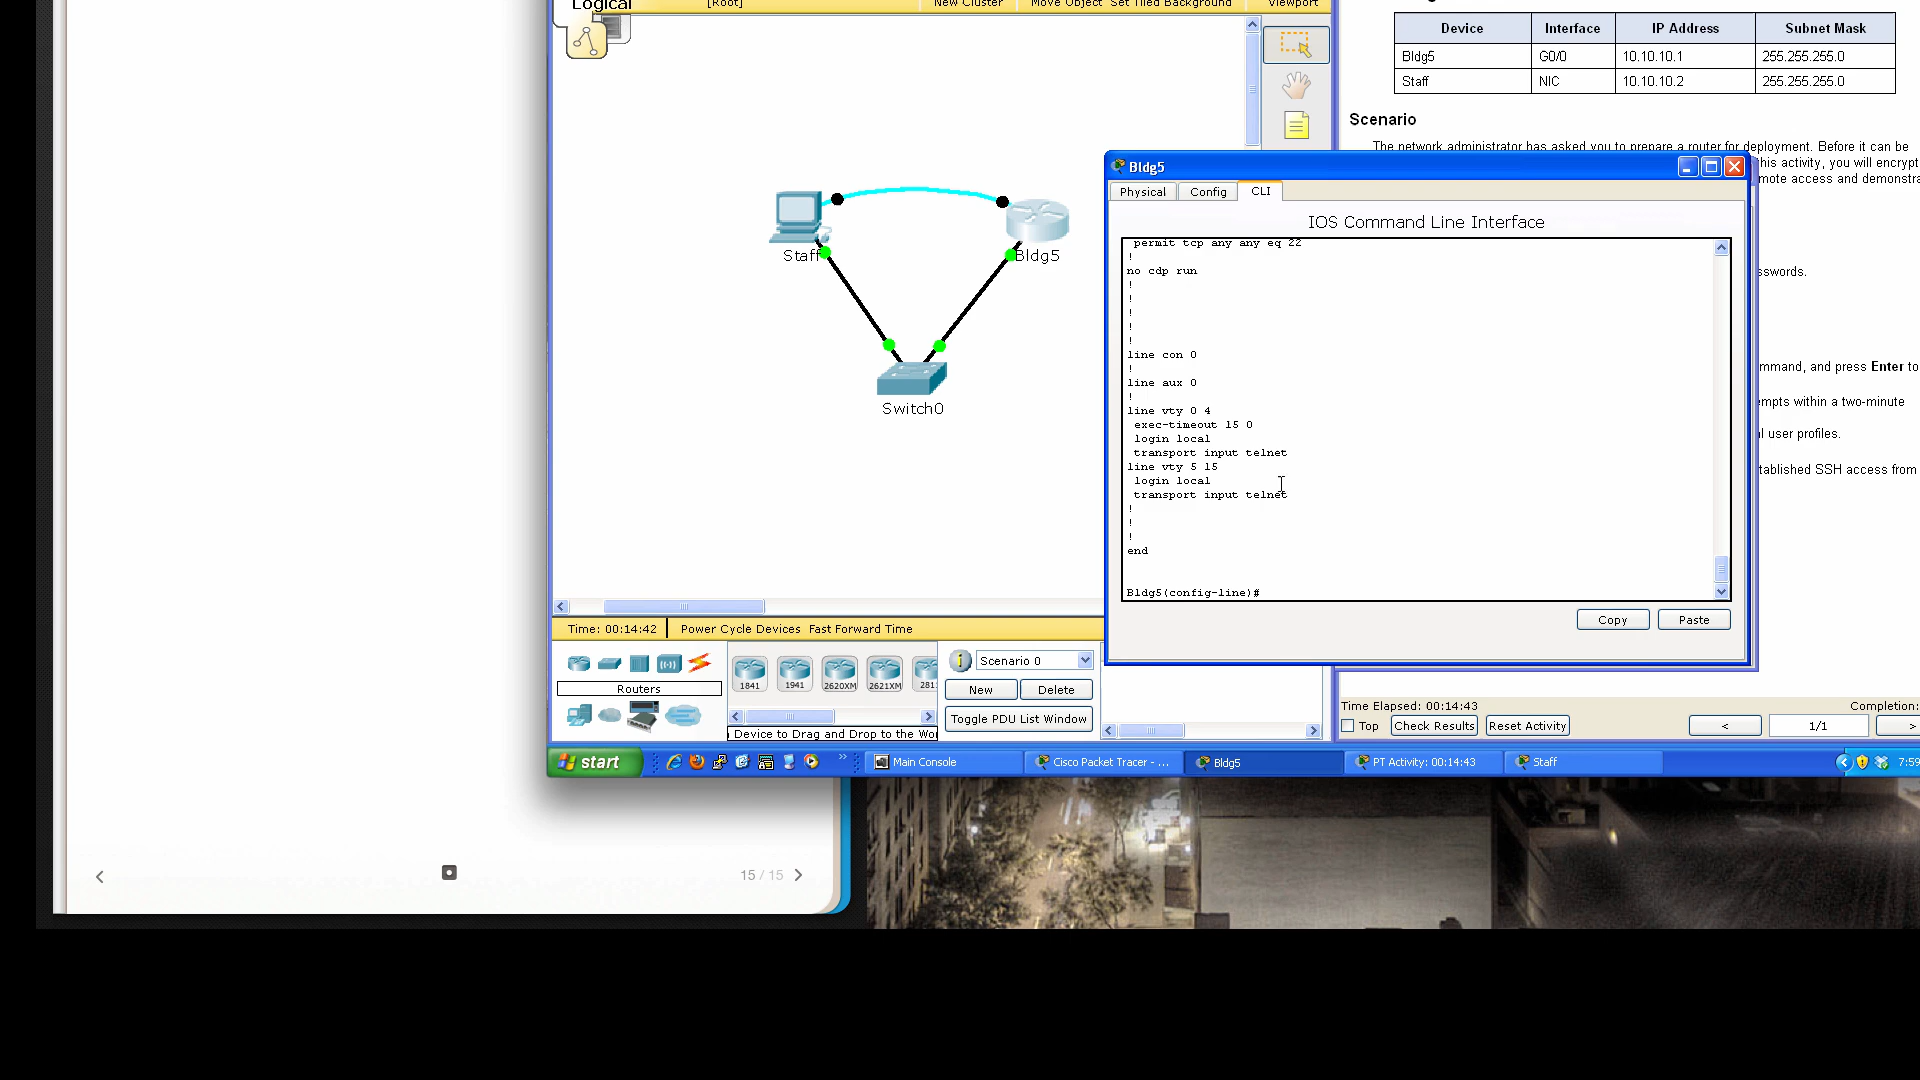 Logical
[Root]
New Cluster
Move Object
Set Tiled Background
Viewport
Device Interface IP Address Subnet Mask
Bldg5 G0/0 10.10.10.1 255.255.255.0
Staff NIC 10.10.10.2 255.255.255.0
Scenario
The network administrator has asked you to prepare a router for deployment. Before it can be
his activity, you will encrypt
mote access and demonstra
sswords.
mmand, and press Enter to
empts within a two-minute
l user profiles.
tablished SSH access from
Staff
Bldg5
Switch0
Bldg5
Physical Config CLI
IOS Command Line Interface
permit tcp any any eq 22
!
no cdp run
!
!
!
!
!
line con 0
!
line aux 0
!
line vty 0 4
exec-timeout 15 0
login local
transport input telnet
line vty 5 15
login local
transport input telnet
!
!
!
end
Bldg5(config-line)#
Copy Paste
Time: 00:14:42 Power Cycle Devices Fast Forward Time
Routers
1841 1941 2620XM 2621XM 281
Device to Drag and Drop to the Wo
Scenario 0
New Delete
Toggle PDU List Window
Time Elapsed: 00:14:43 Completion:
Top Check Results Reset Activity < 1/1 >
start Main Console Cisco Packet Tracer - ... Bldg5 PT Activity: 00:14:43 Staff 7:59
15 / 15